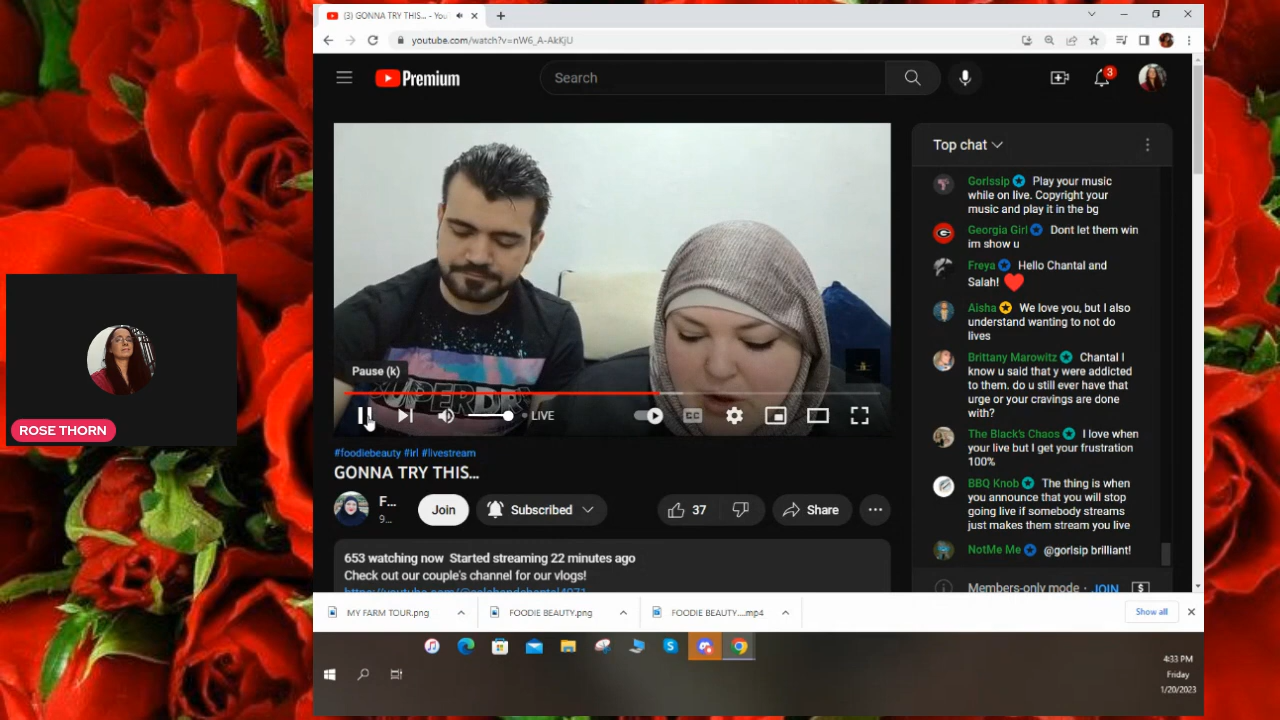 (3) GONNA TRY THIS... - You
youtube.com/watch?v=nW6_A-AkKjU
Premium
Search
3
Top chat
Gorlssip Play your music
while on live. Copyright your
music and play it in the bg
Georgia Girl Dont let them win
im show u
Freya Hello Chantal and
Salah!
Aisha We love you, but I also
understand wanting to not do
lives
Brittany Marowitz Chantal I
know u said that y were addicted
to them. do u still ever have that
urge or your cravings are done
with?
The Black's Chaos I love when
your live but I get your frustration
100%
BBQ Knob The thing is when
you announce that you will stop
going live if somebody streams
just makes them stream you live
NotMe Me @gorlsip brilliant!
Members-only mode JOIN
SUPERDRY
Pause (k)
LIVE
CC
#foodiebeauty #irl #livestream
GONNA TRY THIS...
F...
9...
Join
Subscribed
37
Share
653 watching now Started streaming 22 minutes ago
Check out our couple's channel for our vlogs!
ROSE THORN
MY FARM TOUR.png
FOODIE BEAUTY.png
FOODIE BEAUTY....mp4
Show all
4:33 PM
Friday
1/20/2023